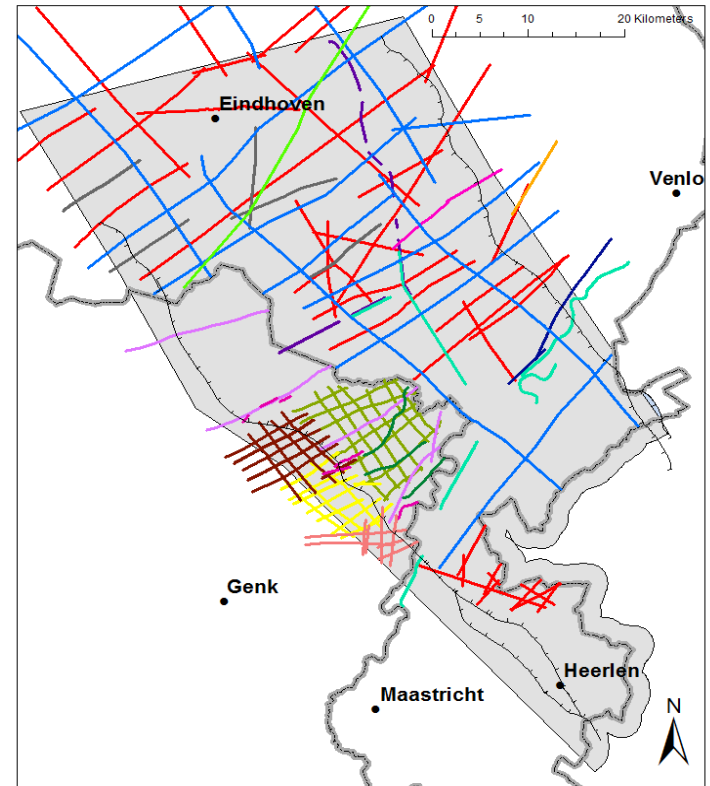 0 5 10 20 Kilometers
Eindhoven
Venlo
Genk
Heerlen
Maastricht
N